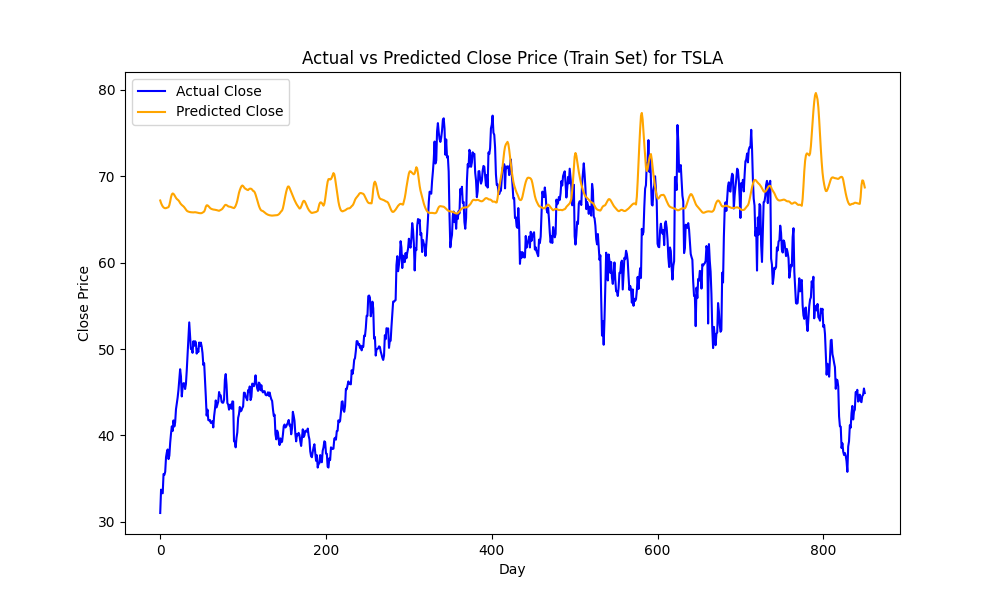 Actual vs Predicted Close Price (Train Set) for TSLA
Actual Close
Predicted Close
80
70
60
50
40
30
Close Price
0
200
400
600
800
Day